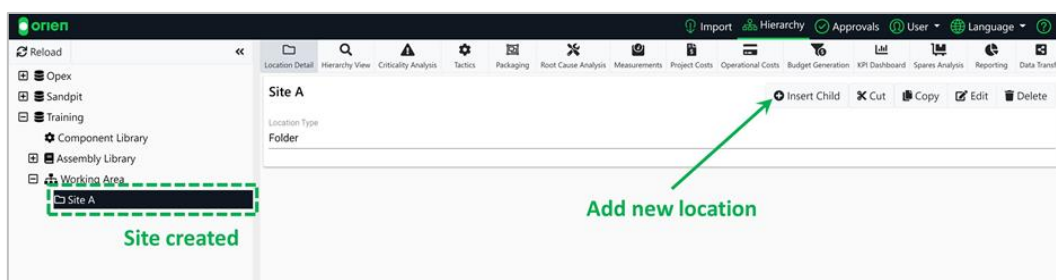 orien
Import
Hierarchy
Approvals
User
Language
Reload
«
Location Detail
Hierarchy View
Criticality Analysis
Tactics
Packaging
Root Cause Analysis
Measurements
Project Costs
Operational Costs
Budget Generation
KPI Dashboard
Spares Analysis
Reporting
Data Transf
Opex
Sandpit
Training
Component Library
Assembly Library
Working Area
Site A
Site created
Site A
Insert Child
Cut
Copy
Edit
Delete
Location Type
Folder
Add new location